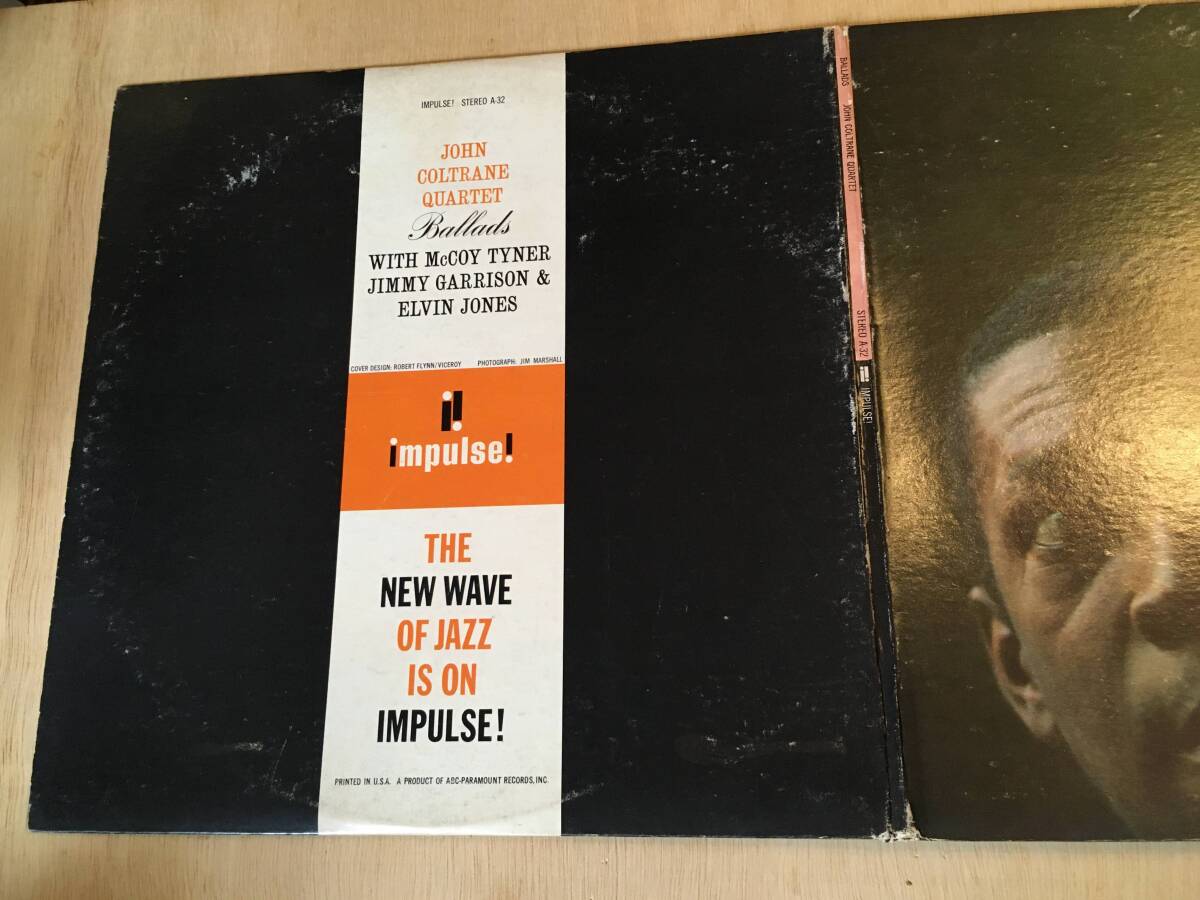 IMPULSE! STEREO A-32
JOHN
COLTRANE
QUARTET
Ballads
WITH McCOY TYNER
JIMMY GARRISON &
ELVIN JONES
COVER DESIGN: ROBERT FLYNN/VICEROY PHOTOGRAPH: JIM MARSHALL
impulse!
THE
NEW WAVE
OF JAZZ
IS ON
IMPULSE!
PRINTED IN U.S.A. A PRODUCT OF ABC-PARAMOUNT RECORDS, INC.
BALLADS JOHN COLTRANE QUARTET STEREO A-32 IMPULSE!